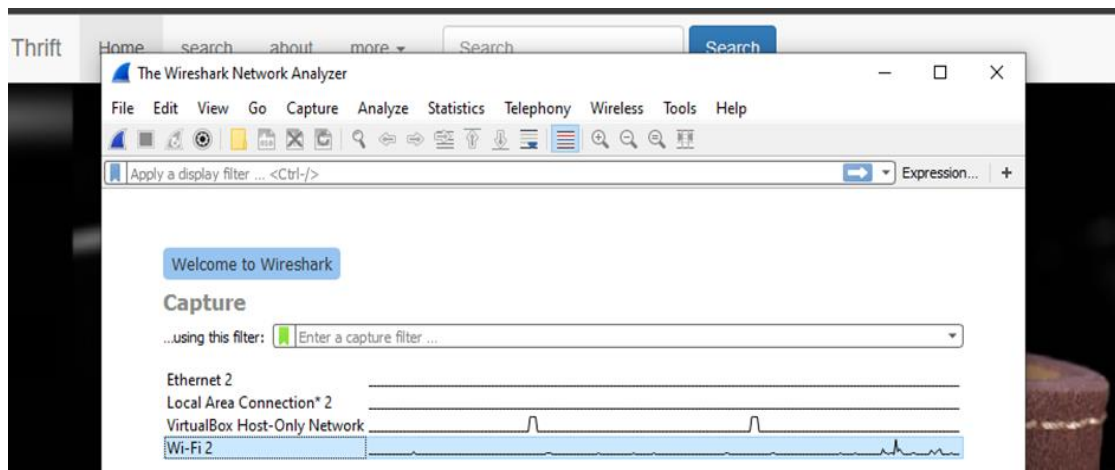 Thrift Home search about more Search Search
The Wireshark Network Analyzer
File Edit View Go Capture Analyze Statistics Telephony Wireless Tools Help
Apply a display filter ... <Ctrl-/> Expression... +
Welcome to Wireshark
Capture
...using this filter: Enter a capture filter ...
Ethernet 2
Local Area Connection* 2
VirtualBox Host-Only Network
Wi-Fi 2